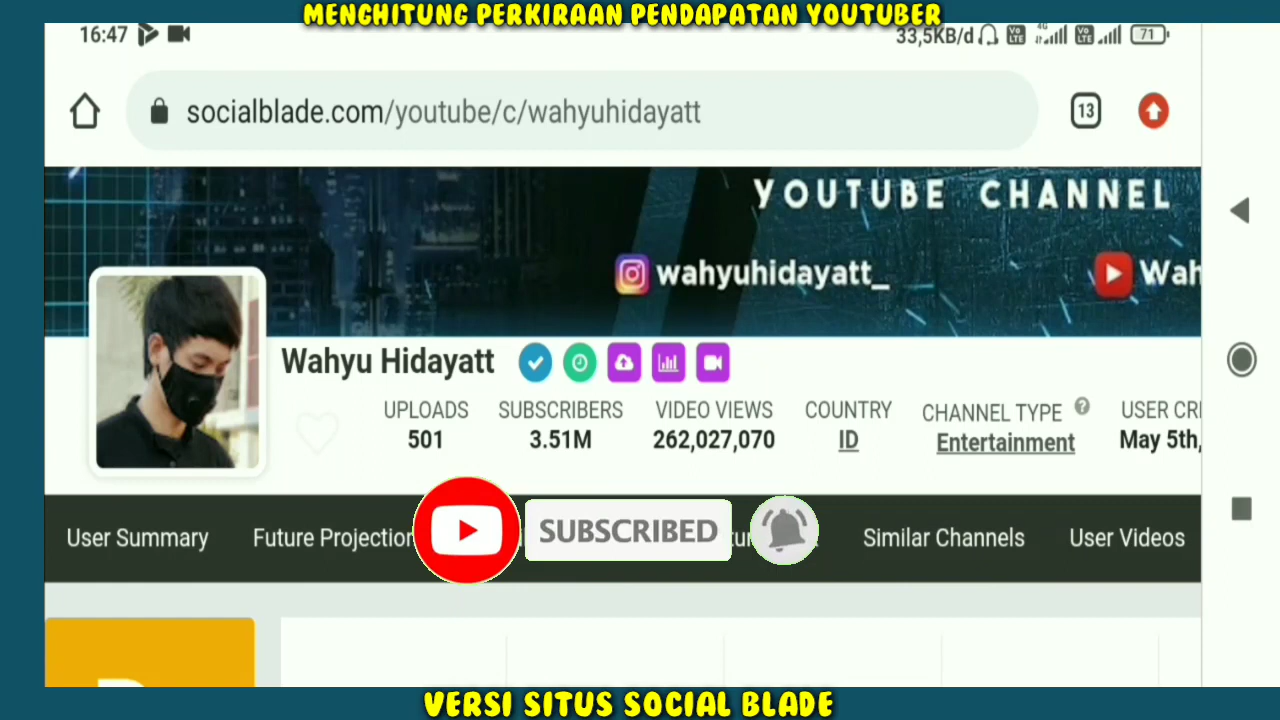 MENGHITUNG PERKIRAAN PENDAPATAN YOUTUBER
16:47 33,5KB/d 4G 71
socialblade.com/youtube/c/wahyuhidayatt 13
YOUTUBE CHANNEL
wahyuhidayatt_ Wah
Wahyu Hidayatt
UPLOADS SUBSCRIBERS VIDEO VIEWS COUNTRY CHANNEL TYPE USER CR
501 3.51M 262,027,070 ID Entertainment May 5th,
User Summary Future Projection Similar Channels User Videos
SUBSCRIBED
VERSI SITUS SOCIAL BLADE